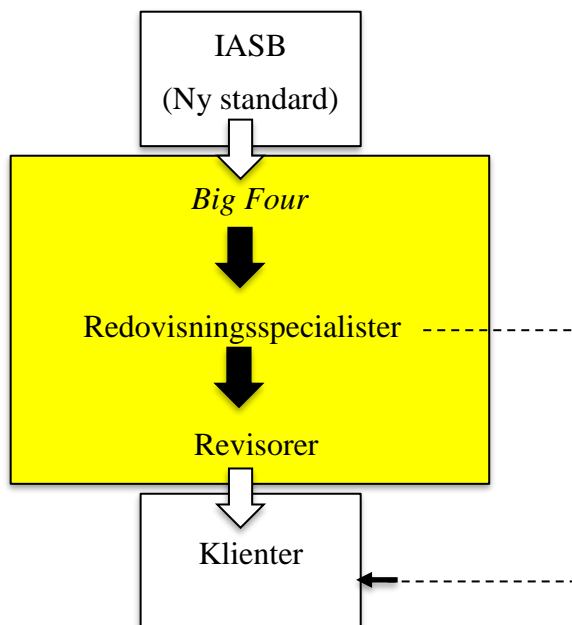 IASB
(Ny standard)
Big Four
Redovisningsspecialister
Revisorer
Klienter